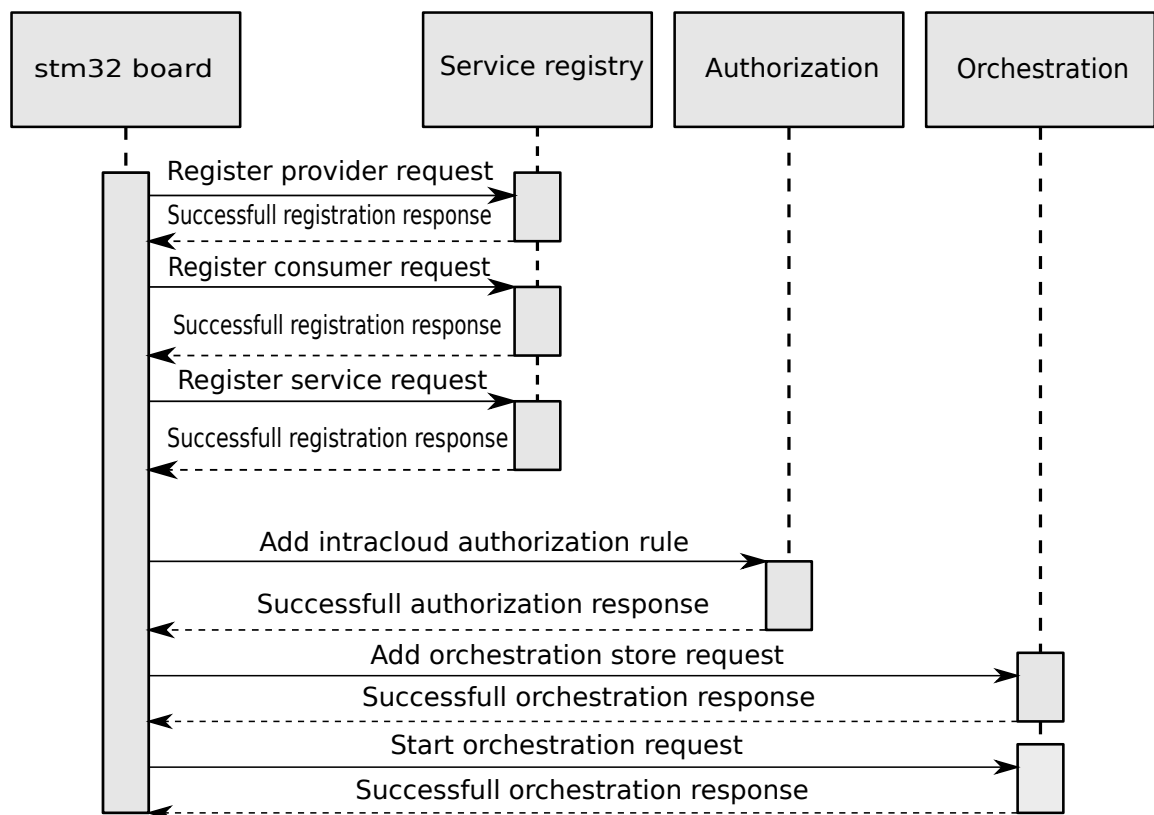 stm32 board
Service registry
Authorization
Orchestration
Register provider request
Successfull registration response
Register consumer request
Successfull registration response
Register service request
Successfull registration response
Add intracloud authorization rule
Successfull authorization response
Add orchestration store request
Successfull orchestration response
Start orchestration request
Successfull orchestration response